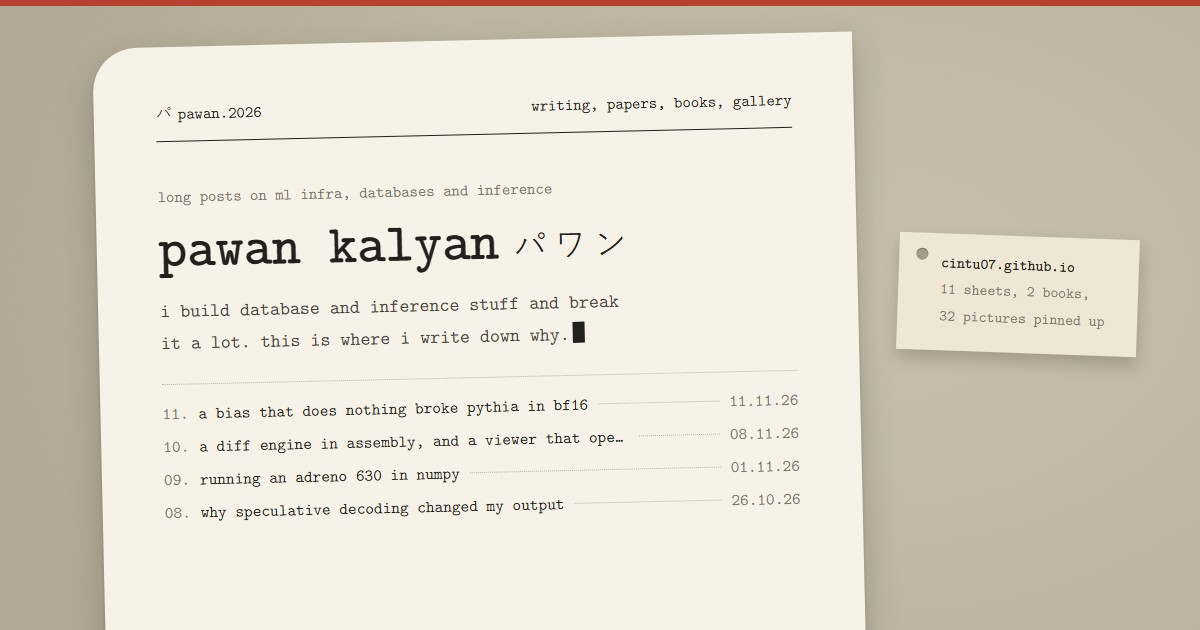 パ pawan.2026
writing, papers, books, gallery
long posts on ml infra, databases and inference
pawan kalyan パワン
i build database and inference stuff and break
it a lot. this is where i write down why.
11. a bias that does nothing broke pythia in bf16 11.11.26
10. a diff engine in assembly, and a viewer that ope… 08.11.26
09. running an adreno 630 in numpy 01.11.26
08. why speculative decoding changed my output 26.10.26
cintu07.github.io
11 sheets, 2 books,
32 pictures pinned up